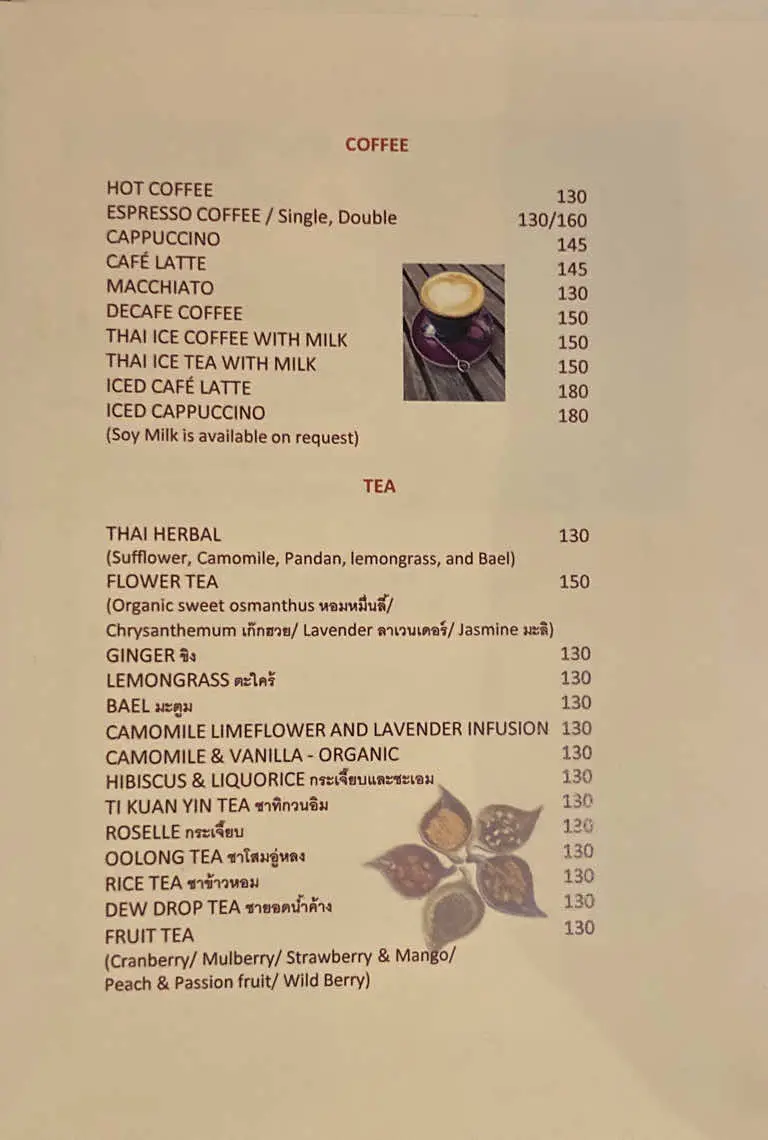 COFFEE
HOT COFFEE 130
ESPRESSO COFFEE / Single, Double 130/160
CAPPUCCINO 145
CAFÉ LATTE 145
MACCHIATO 130
DECAFE COFFEE 150
THAI ICE COFFEE WITH MILK 150
THAI ICE TEA WITH MILK 150
ICED CAFÉ LATTE 180
ICED CAPPUCCINO 180
(Soy Milk is available on request)
TEA
THAI HERBAL 130
(Sufflower, Camomile, Pandan, lemongrass, and Bael)
FLOWER TEA 150
(Organic sweet osmanthus หอมหมื่นลี้/
Chrysanthemum เก๊กฮวย/ Lavender ลาเวนเดอร์/ Jasmine มะลิ)
GINGER ขิง 130
LEMONGRASS ตะใคร้ 130
BAEL มะตูม 130
CAMOMILE LIMEFLOWER AND LAVENDER INFUSION 130
CAMOMILE & VANILLA - ORGANIC 130
HIBISCUS & LIQUORICE กระเจี๊ยบและชะเอม 130
TI KUAN YIN TEA ชาทิกวนอิม 130
ROSELLE กระเจี๊ยบ 130
OOLONG TEA ชาโสมอู่หลง 130
RICE TEA ชาข้าวหอม 130
DEW DROP TEA ชายอดน้ำค้าง 130
FRUIT TEA 130
(Cranberry/ Mulberry/ Strawberry & Mango/
Peach & Passion fruit/ Wild Berry)